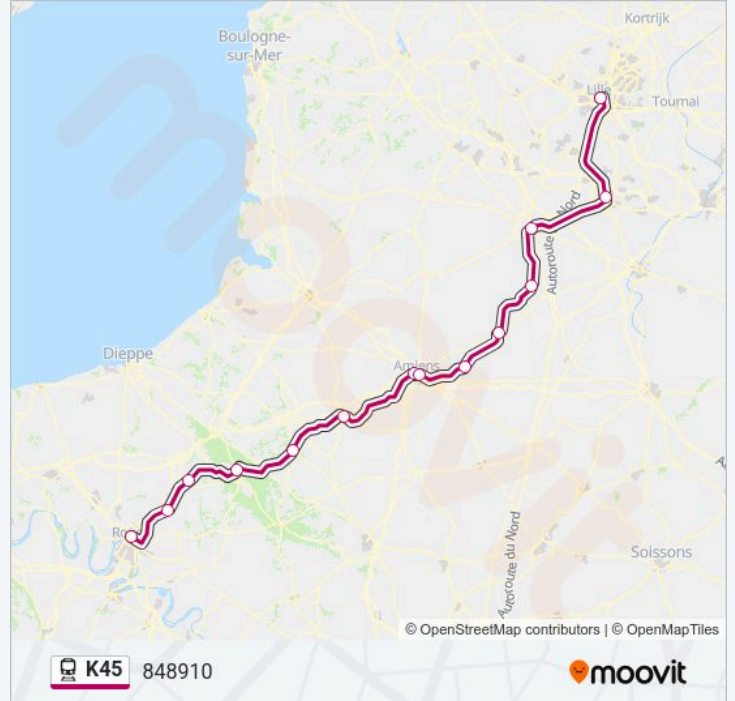 Kortrijk
Boulogne-
sur-Mer
Lille
Tournai
Nord
Autoroute
Dieppe
Amiens
Autoroute du Nord
Soissons
© OpenStreetMap contributors | © OpenMapTiles
K45 848910
moovit
moovit